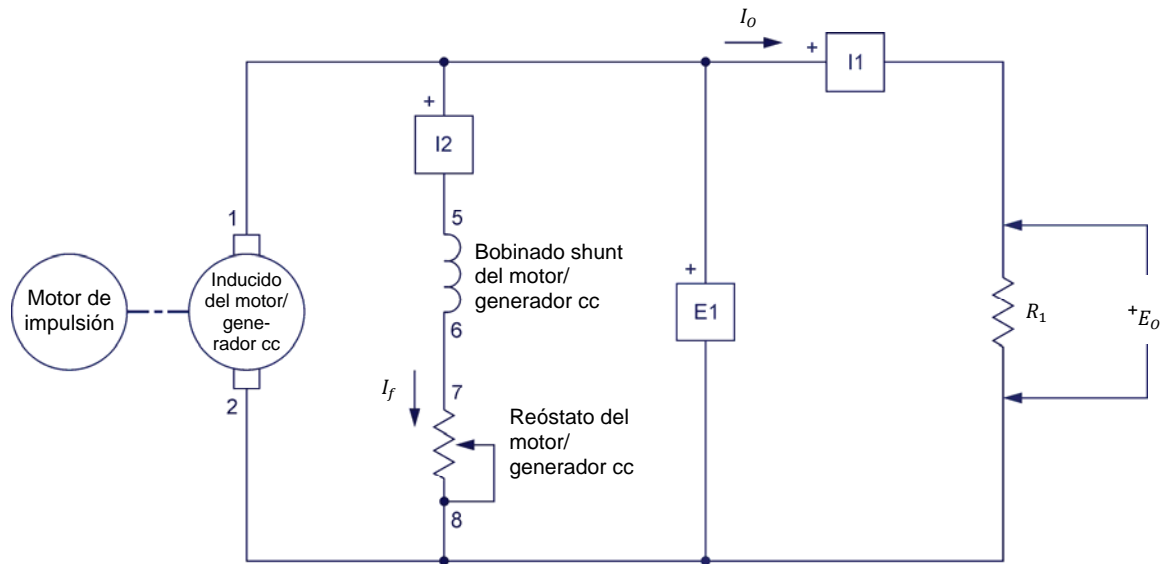 I_O
+
I1
+
I2
1
5
Bobinado shunt
del motor/
generador cc
Inducido
del motor/
gene-
rador cc
Motor de
impulsión
+
E1
R_1
+E_O
6
2
I_f
7
Reóstato del
motor/
generador cc
8